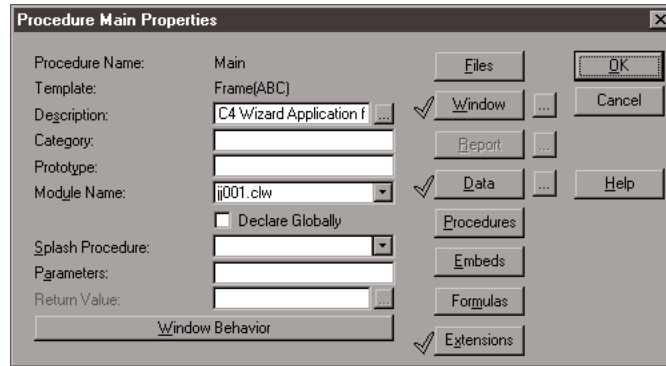 Procedure Main Properties
Procedure Name: Main
Template: Frame(ABC)
Description: C4 Wizard Application f ...
Category:
Prototype:
Module Name: jj001.clw
Declare Globally
Splash Procedure:
Parameters:
Return Value: ...
Window Behavior
Files
Window ...
Report ...
Data ...
Procedures
Embeds
Formulas
Extensions
OK
Cancel
Help